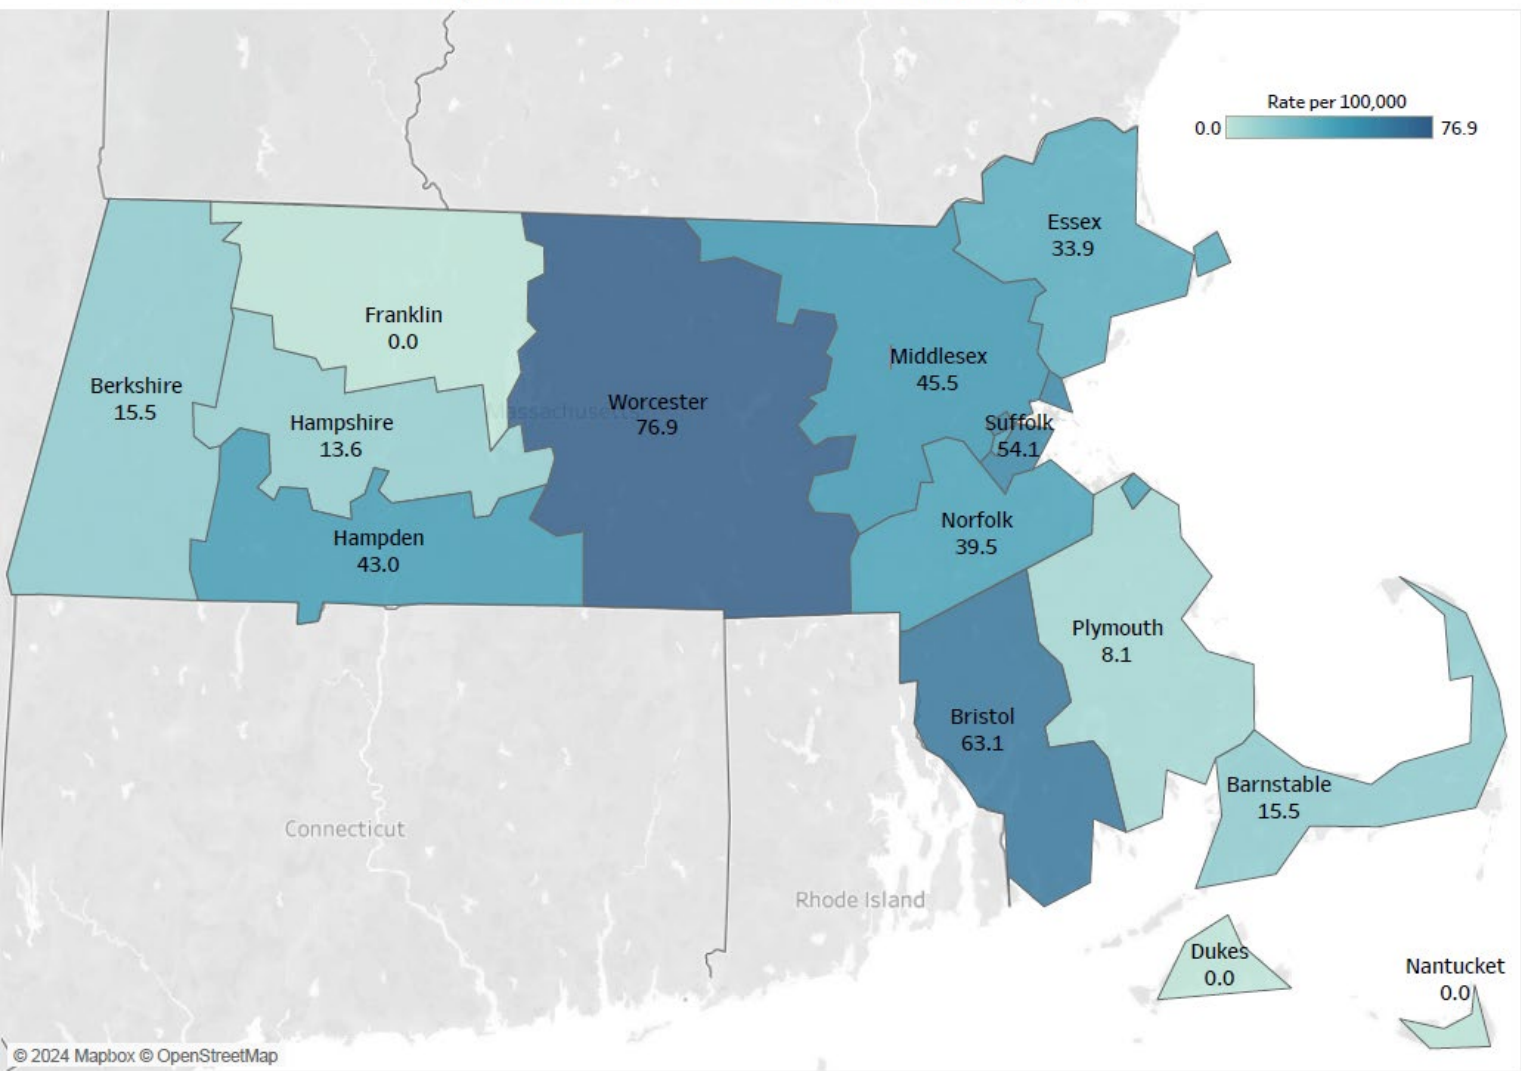 Rate per 100,000
0.0
76.9
Essex
33.9
Franklin
0.0
Middlesex
45.5
Berkshire
15.5
Massachusetts
Worcester
76.9
Hampshire
13.6
Suffolk
54.1
Norfolk
39.5
Hampden
43.0
Plymouth
8.1
Bristol
63.1
Barnstable
15.5
Connecticut
Rhode Island
Dukes
0.0
Nantucket
0.0
© 2024 Mapbox © OpenStreetMap